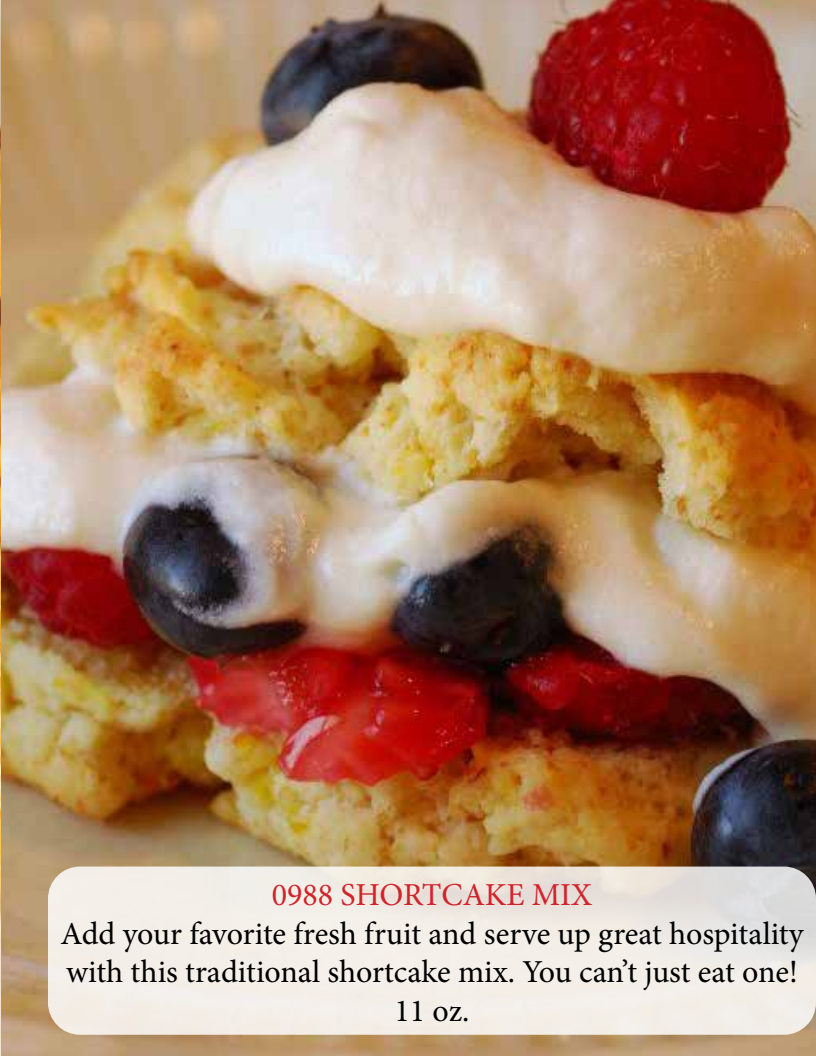 0988 SHORTCAKE MIX
Add your favorite fresh fruit and serve up great hospitality
with this traditional shortcake mix. You can’t just eat one!
11 oz.